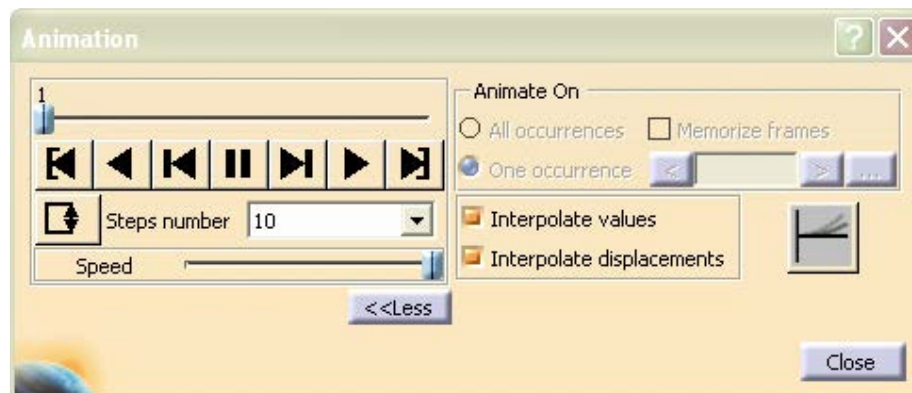 Animation
1
Steps number 10
Speed
<<Less
Animate On
All occurrences Memorize frames
One occurrence < > ...
Interpolate values
Interpolate displacements
Close